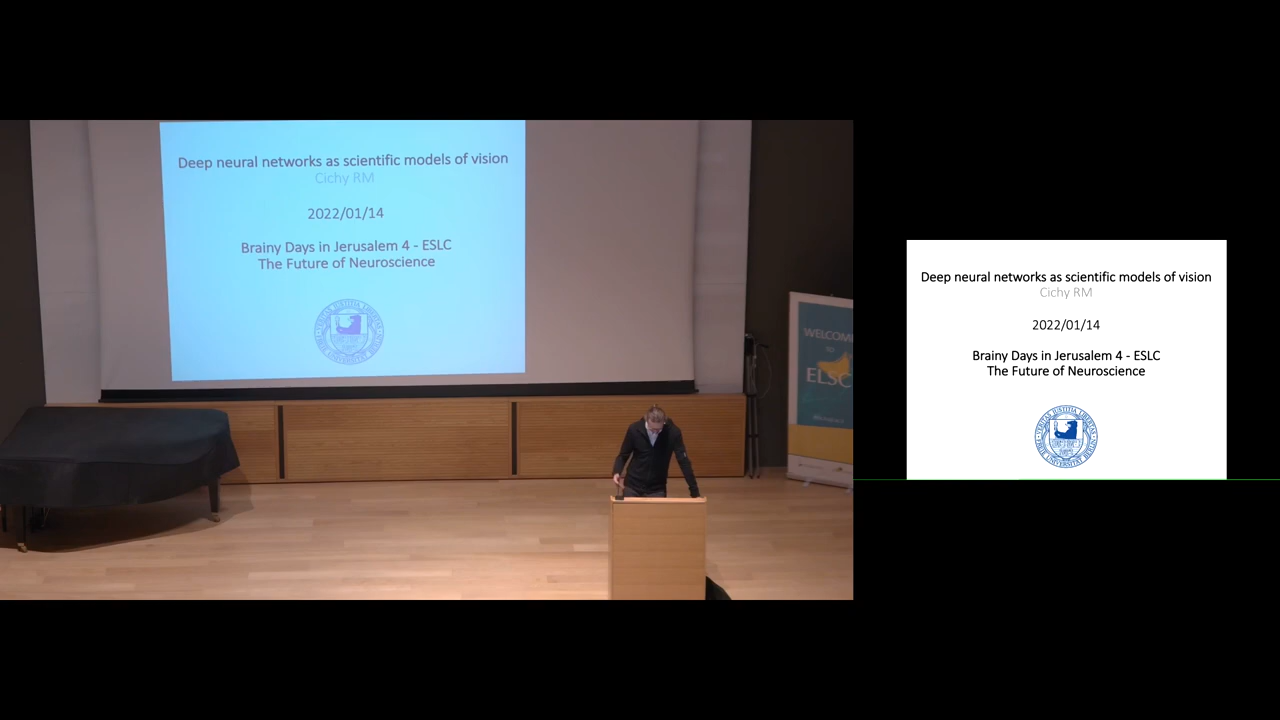 Deep neural networks as scientific models of vision
Cichy RM
2022/01/14
Brainy Days in Jerusalem 4 - ESLC
The Future of Neuroscience
WELCOME
TO
ELSC
Deep neural networks as scientific models of vision
Cichy RM
2022/01/14
Brainy Days in Jerusalem 4 - ESLC
The Future of Neuroscience